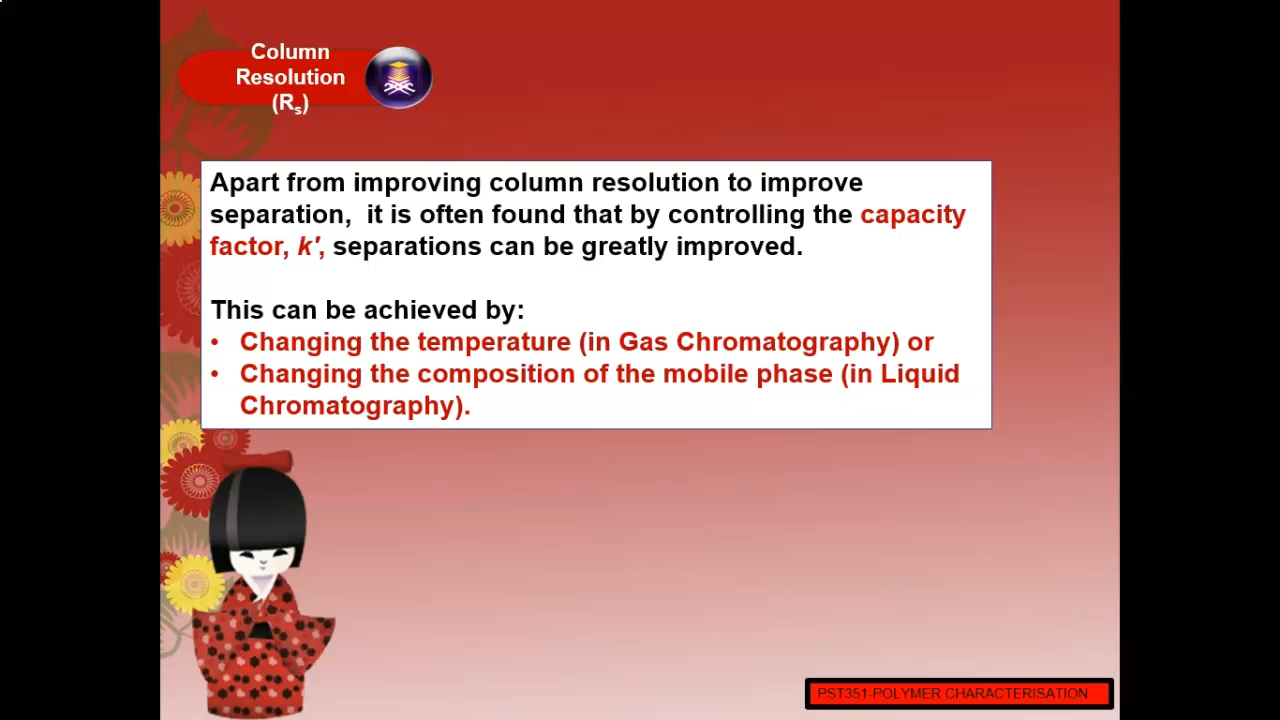 Column
Resolution
(Rs)
Apart from improving column resolution to improve
separation,  it is often found that by controlling the capacity
factor, k', separations can be greatly improved.
This can be achieved by:
• Changing the temperature (in Gas Chromatography) or
• Changing the composition of the mobile phase (in Liquid
Chromatography).
PST351-POLYMER CHARACTERISATION